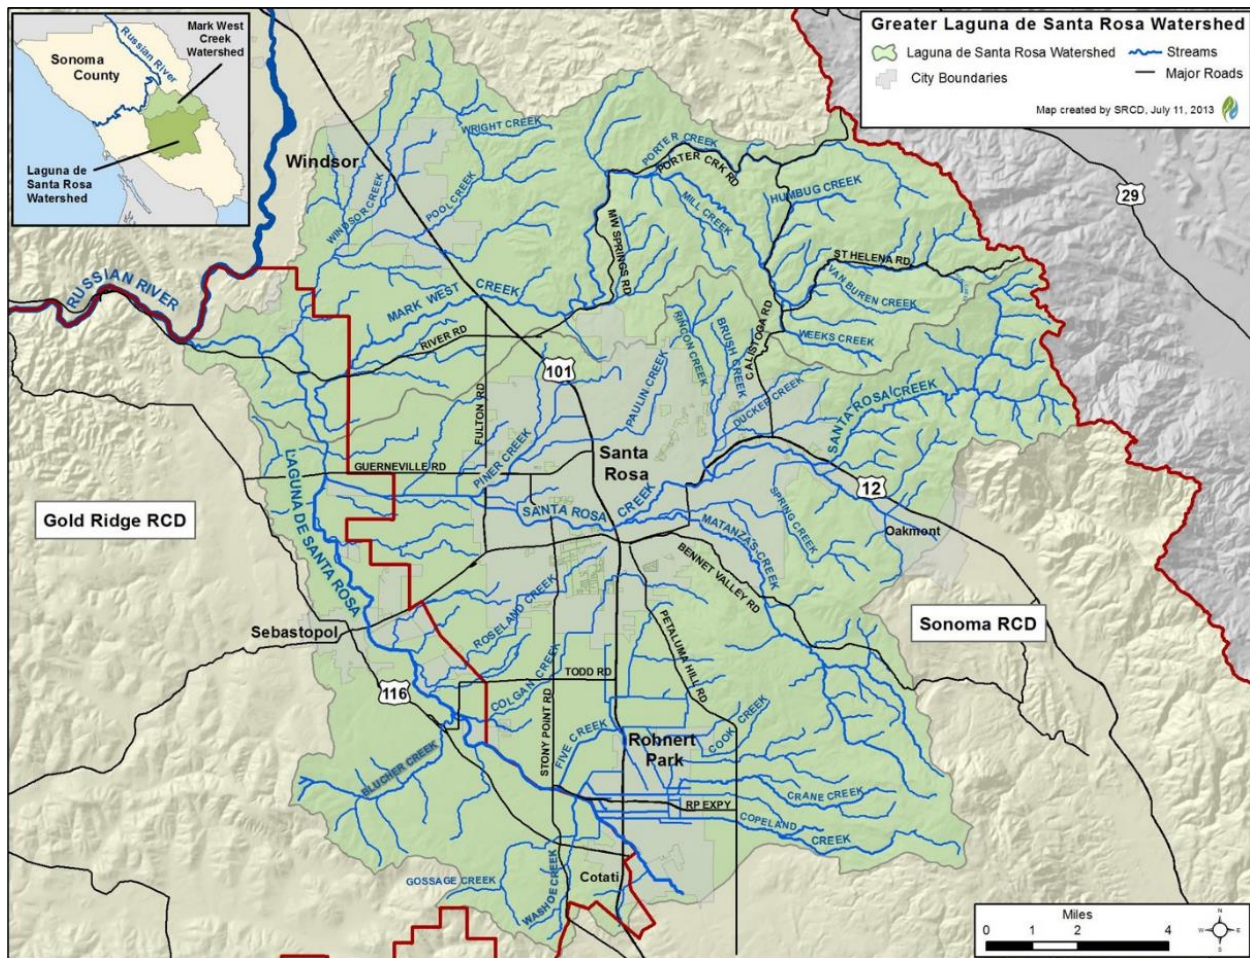 Greater Laguna de Santa Rosa Watershed
Laguna de Santa Rosa Watershed
Streams
City Boundaries
Major Roads
Map created by SRCD, July 11, 2013
Mark West
Creek
Watershed
Russian River
Sonoma
County
Laguna de
Santa Rosa
Watershed
WRIGHT CREEK
Windsor
WINDSOR CREEK
POOL CREEK
PORTER CREEK
PORTER CRK RD
HUMBUG CREEK
MILL CREEK
MW SPRINGS RD
29
ST HELENA RD
VAN BUREN CREEK
RUSSIAN RIVER
MARK WEST CREEK
RIVER RD
WEEKS CREEK
CALISTOGA RD
RINCON CREEK
BRUSH CREEK
101
PAULIN CREEK
DUCKER CREEK
SANTA ROSA CREEK
FULTON RD
PINER CREEK
GUERNEVILLE RD
Santa
Rosa
12
LAGUNA DE SANTA ROSA
SANTA ROSA CREEK
SPRING CREEK
Gold Ridge RCD
MATANZAS CREEK
Oakmont
BENNET VALLEY RD
Sebastopol
ROSELAND CREEK
PETALUMA HILL RD
Sonoma RCD
TODD RD
COLGAN CREEK
116
STONY POINT RD
FIVE CREEK
Rohnert
Park
COOK CREEK
BLUCHER CREEK
CRANE CREEK
RP EXPY
COPELAND CREEK
GOSSAGE CREEK
WASHOE CREEK
Cotati
Miles
0 1 2 4
N
W E
S